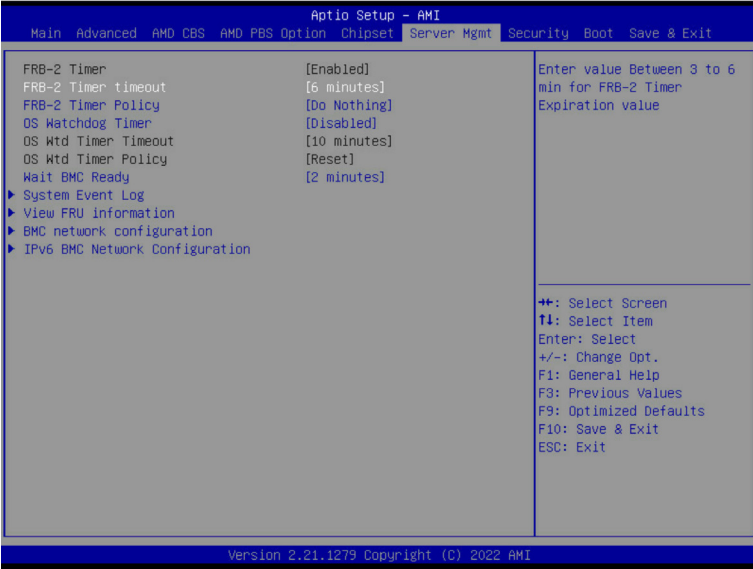 Aptio Setup – AMI
Main Advanced AMD CBS AMD PBS Option Chipset Server Mgmt Security Boot Save & Exit
FRB-2 Timer [Enabled]
FRB-2 Timer timeout [6 minutes]
FRB-2 Timer Policy [Do Nothing]
OS Watchdog Timer [Disabled]
OS Wtd Timer Timeout [10 minutes]
OS Wtd Timer Policy [Reset]
Wait BMC Ready [2 minutes]
System Event Log
View FRU information
BMC network configuration
IPv6 BMC Network Configuration
Enter value Between 3 to 6
min for FRB-2 Timer
Expiration value
→←: Select Screen
↑↓: Select Item
Enter: Select
+/-: Change Opt.
F1: General Help
F3: Previous Values
F9: Optimized Defaults
F10: Save & Exit
ESC: Exit
Version 2.21.1279 Copyright (C) 2022 AMI